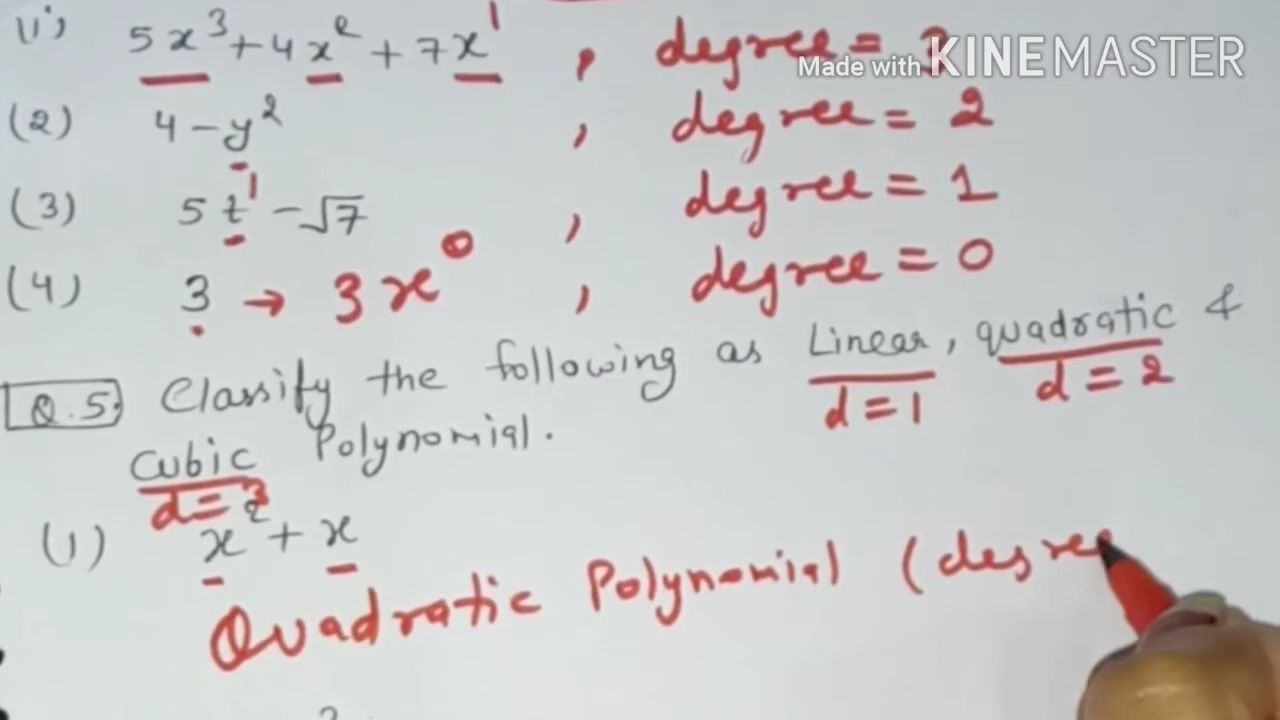 (1) 5x³ + 4x² + 7x¹ , degree = 3
Made with KINEMASTER
(2) 4 - y² , degree = 2
(3) 5t¹ - √7 , degree = 1
(4) 3 → 3x⁰ , degree = 0
Q.5. Classify the following as Linear, quadratic &
d=1 d=2
Cubic Polynomial.
d=3
(1) x² + x
Quadratic Polynomial (degree